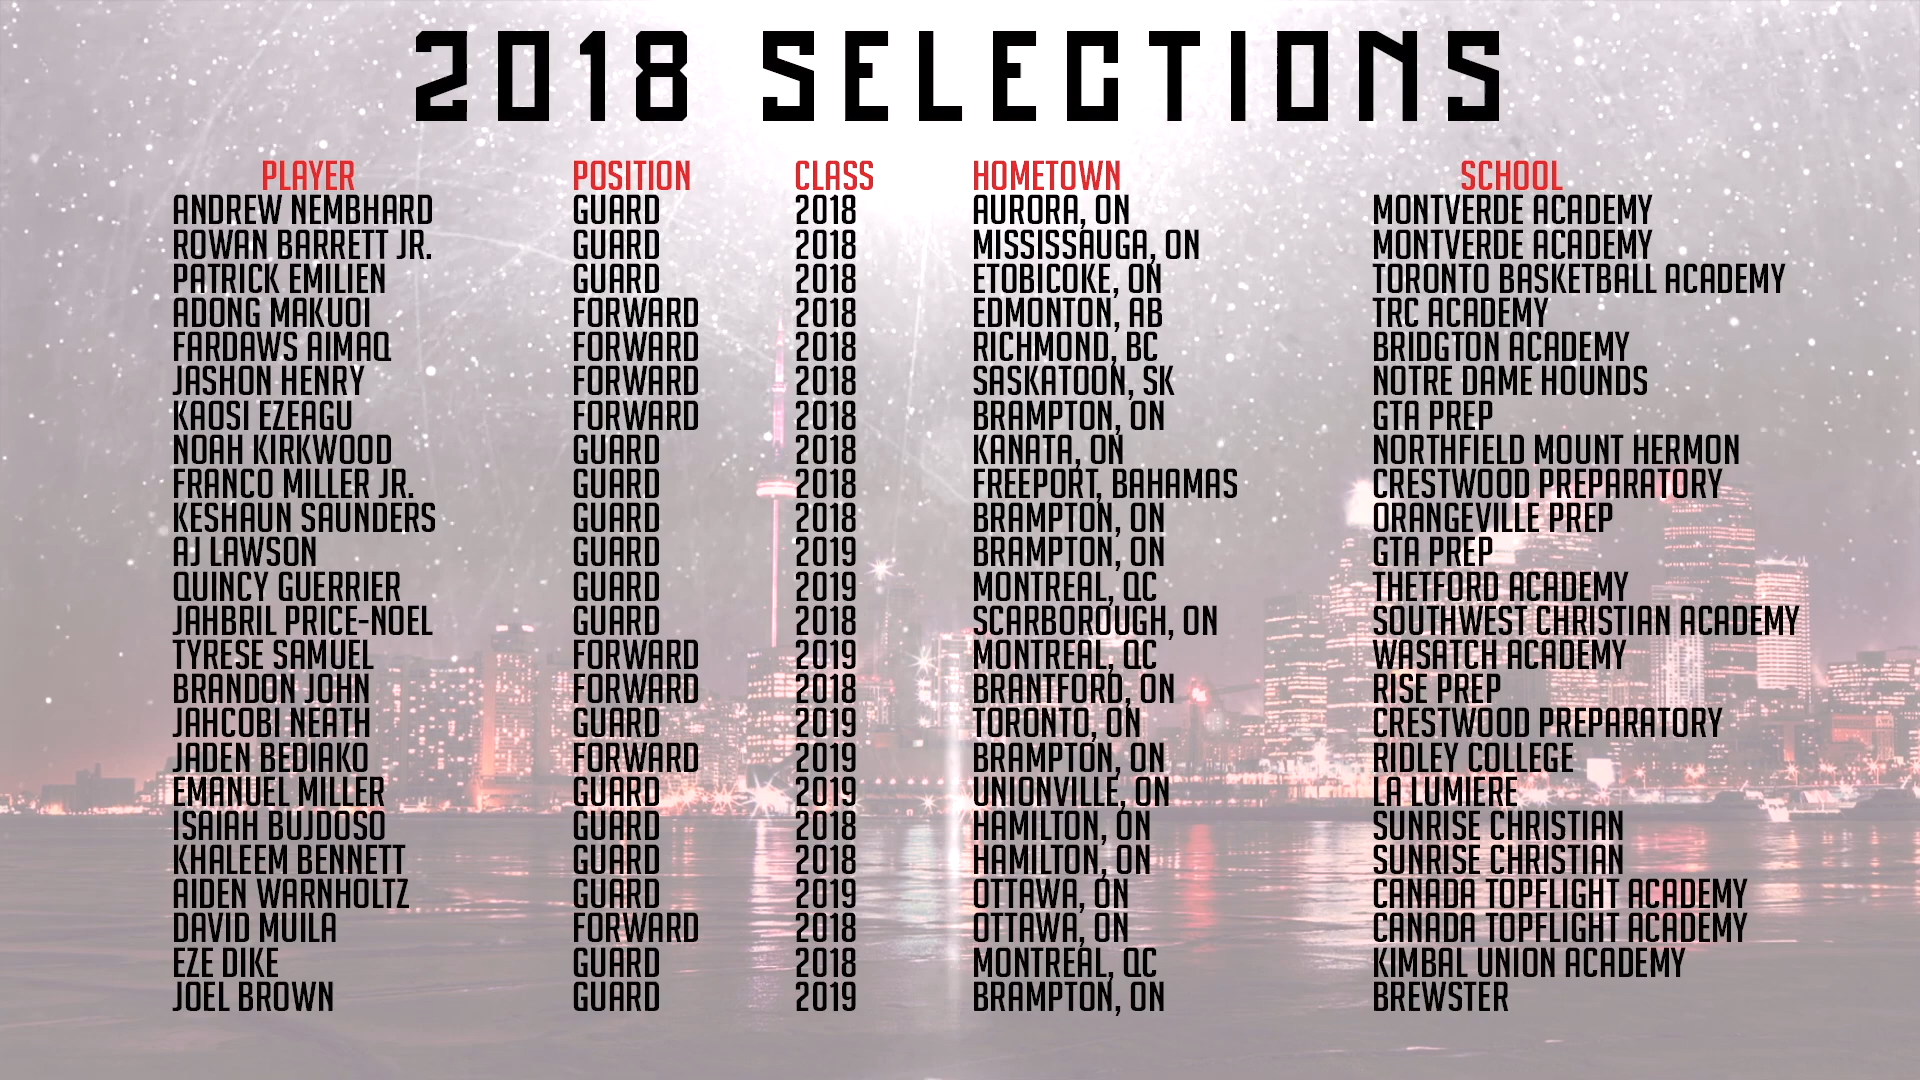 2018 SELECTIONS
PLAYER POSITION CLASS HOMETOWN SCHOOL
ANDREW NEMBHARD GUARD 2018 AURORA, ON MONTVERDE ACADEMY
ROWAN BARRETT JR. GUARD 2018 MISSISSAUGA, ON MONTVERDE ACADEMY
PATRICK EMILIEN GUARD 2018 ETOBICOKE, ON TORONTO BASKETBALL ACADEMY
ADONG MAKUOI FORWARD 2018 EDMONTON, AB TRC ACADEMY
FARDAWS AIMAQ FORWARD 2018 RICHMOND, BC BRIDGTON ACADEMY
JASHON HENRY FORWARD 2018 SASKATOON, SK NOTRE DAME HOUNDS
KAOSI EZEAGU FORWARD 2018 BRAMPTON, ON GTA PREP
NOAH KIRKWOOD GUARD 2018 KANATA, ON NORTHFIELD MOUNT HERMON
FRANCO MILLER JR. GUARD 2018 FREEPORT, BAHAMAS CRESTWOOD PREPARATORY
KESHAUN SAUNDERS GUARD 2018 BRAMPTON, ON ORANGEVILLE PREP
AJ LAWSON GUARD 2019 BRAMPTON, ON GTA PREP
QUINCY GUERRIER GUARD 2019 MONTREAL, QC THETFORD ACADEMY
JAHBRIL PRICE-NOEL GUARD 2018 SCARBOROUGH, ON SOUTHWEST CHRISTIAN ACADEMY
TYRESE SAMUEL FORWARD 2019 MONTREAL, QC WASATCH ACADEMY
BRANDON JOHN FORWARD 2018 BRANTFORD, ON RISE PREP
JAHCOBI NEATH GUARD 2019 TORONTO, ON CRESTWOOD PREPARATORY
JADEN BEDIAKO FORWARD 2019 BRAMPTON, ON RIDLEY COLLEGE
EMANUEL MILLER GUARD 2019 UNIONVILLE, ON LA LUMIERE
ISAIAH BUJDOSO GUARD 2018 HAMILTON, ON SUNRISE CHRISTIAN
KHALEEM BENNETT GUARD 2018 HAMILTON, ON SUNRISE CHRISTIAN
AIDEN WARNHOLTZ GUARD 2019 OTTAWA, ON CANADA TOPFLIGHT ACADEMY
DAVID MUILA FORWARD 2018 OTTAWA, ON CANADA TOPFLIGHT ACADEMY
EZE DIKE GUARD 2018 MONTREAL, QC KIMBAL UNION ACADEMY
JOEL BROWN GUARD 2019 BRAMPTON, ON BREWSTER